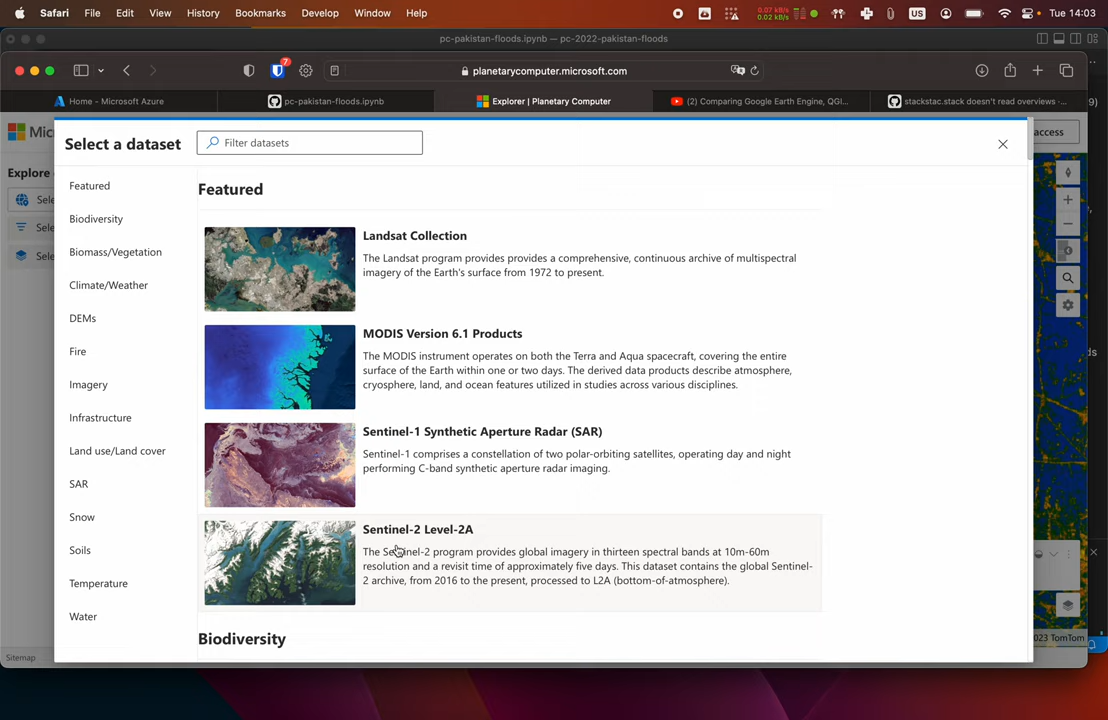 Safari File Edit View History Bookmarks Develop Window Help
0.07 kB/s
0.02 kB/s
US
Tue 14:03
pc-pakistan-floods.ipynb — pc-2022-pakistan-floods
7
planetarycomputer.microsoft.com
Home - Microsoft Azure
pc-pakistan-floods.ipynb
Explorer | Planetary Computer
(2) Comparing Google Earth Engine, QGI...
stackstac.stack doesn't read overviews ·...
9)
Mic
access
Select a dataset
Filter datasets
Explore
Sele
Sele
Sele
Featured
Biodiversity
Biomass/Vegetation
Climate/Weather
DEMs
Fire
Imagery
Infrastructure
Land use/Land cover
SAR
Snow
Soils
Temperature
Water
Featured
Landsat Collection
The Landsat program provides provides a comprehensive, continuous archive of multispectral
imagery of the Earth's surface from 1972 to present.
MODIS Version 6.1 Products
The MODIS instrument operates on both the Terra and Aqua spacecraft, covering the entire
surface of the Earth within one or two days. The derived data products describe atmosphere,
cryosphere, land, and ocean features utilized in studies across various disciplines.
Sentinel-1 Synthetic Aperture Radar (SAR)
Sentinel-1 comprises a constellation of two polar-orbiting satellites, operating day and night
performing C-band synthetic aperture radar imaging.
Sentinel-2 Level-2A
The Sentinel-2 program provides global imagery in thirteen spectral bands at 10m-60m
resolution and a revisit time of approximately five days. This dataset contains the global Sentinel-
2 archive, from 2016 to the present, processed to L2A (bottom-of-atmosphere).
Biodiversity
ds
023 TomTom
Sitemap